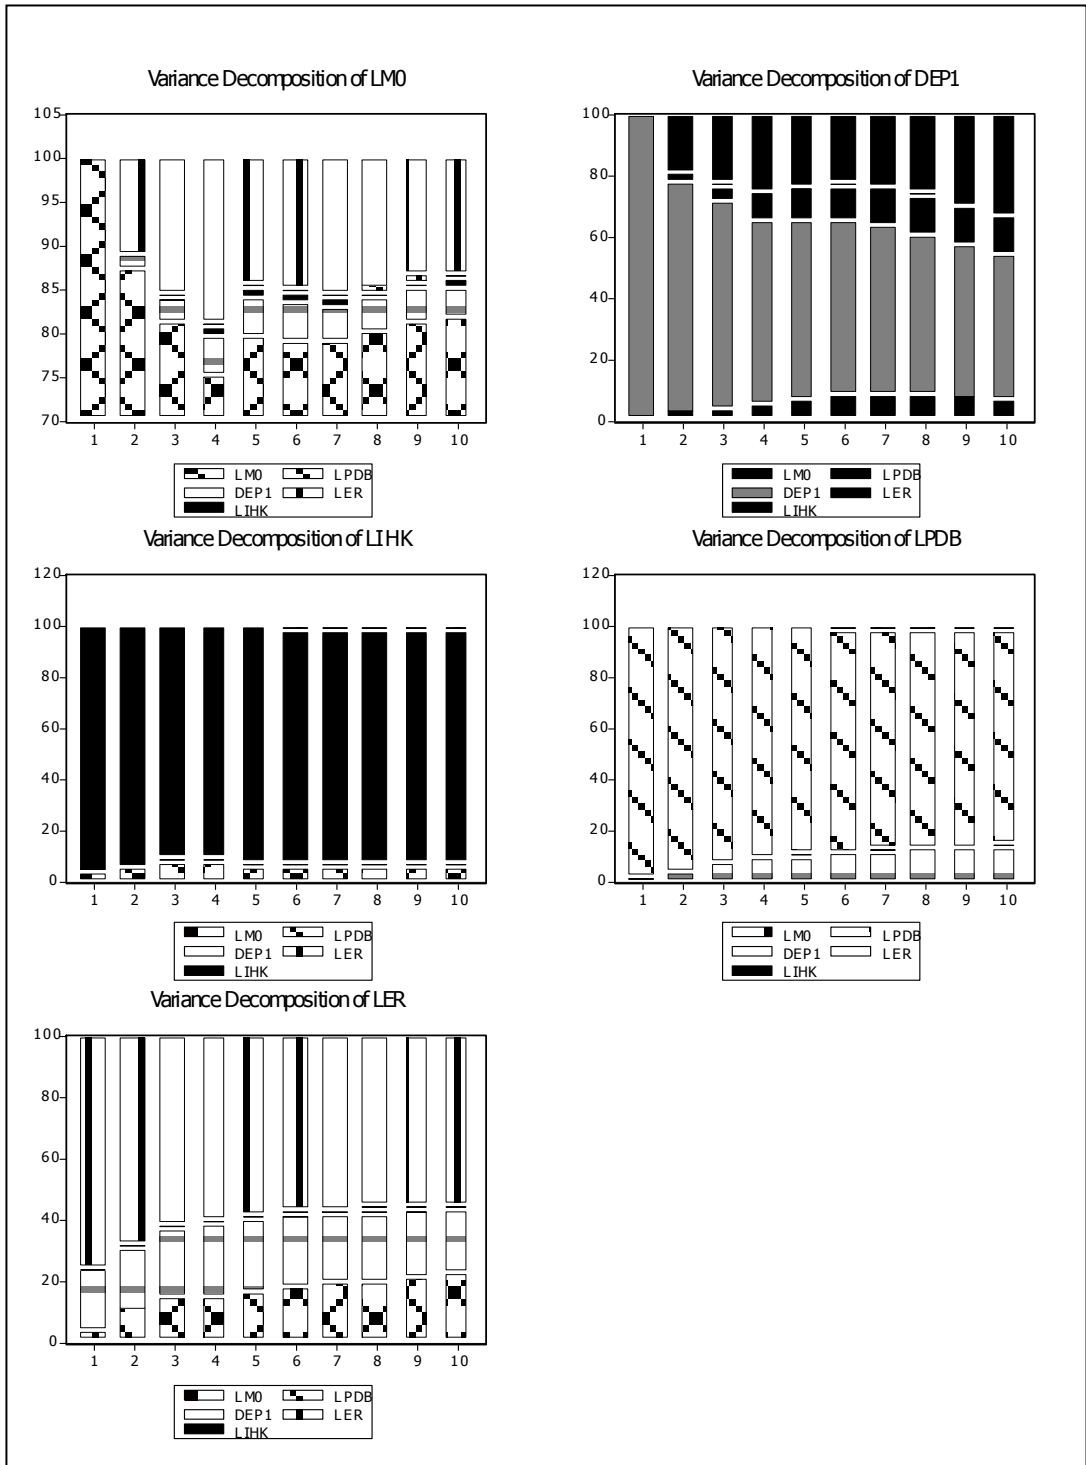 Variance Decomposition of LM0
105
100
95
90
85
80
75
70
1 2 3 4 5 6 7 8 9 10
LM0 LPDB
DEP1 LER
LIHK
Variance Decomposition of DEP1
100
80
60
40
20
0
1 2 3 4 5 6 7 8 9 10
LM0 LPDB
DEP1 LER
LIHK
Variance Decomposition of LIHK
120
100
80
60
40
20
0
1 2 3 4 5 6 7 8 9 10
LM0 LPDB
DEP1 LER
LIHK
Variance Decomposition of LPDB
120
100
80
60
40
20
0
1 2 3 4 5 6 7 8 9 10
LM0 LPDB
DEP1 LER
LIHK
Variance Decomposition of LER
100
80
60
40
20
0
1 2 3 4 5 6 7 8 9 10
LM0 LPDB
DEP1 LER
LIHK